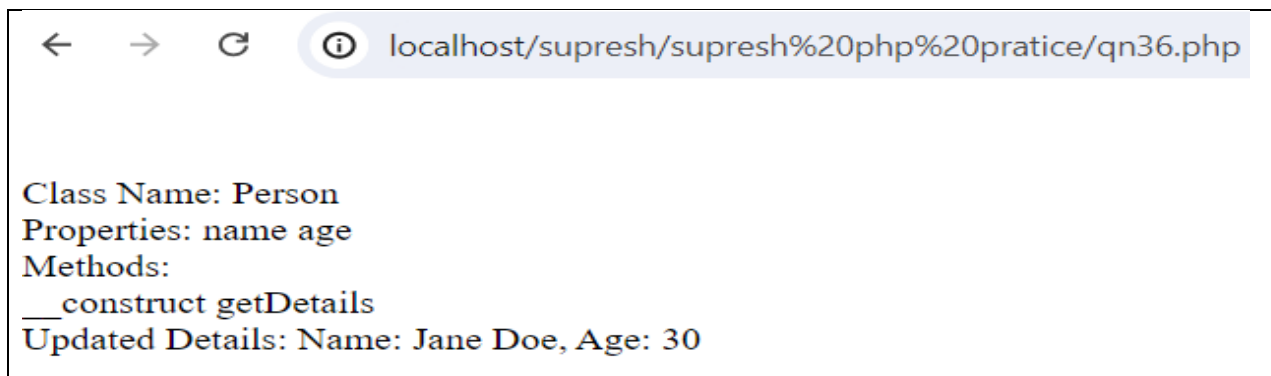 localhost/supresh/supresh%20php%20pratice/qn36.php
Class Name: Person
Properties: name age
Methods:
__construct getDetails
Updated Details: Name: Jane Doe, Age: 30